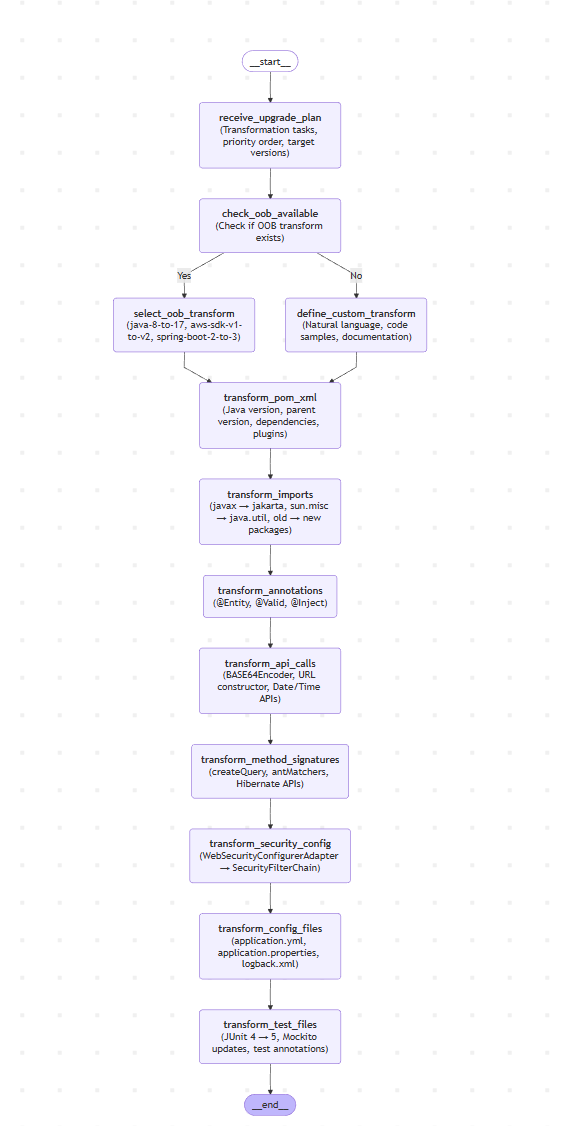 __start__
receive_upgrade_plan
(Transformation tasks,
priority order, target
versions)
check_oob_available
(Check if OOB transform
exists)
Yes
No
select_oob_transform
(java-8-to-17, aws-sdk-v1-
to-v2, spring-boot-2-to-3)
define_custom_transform
(Natural language, code
samples, documentation)
transform_pom_xml
(Java version, parent
version, dependencies,
plugins)
transform_imports
(javax → jakarta, sun.misc
→ java.util, old → new
packages)
transform_annotations
(@Entity, @Valid, @Inject)
transform_api_calls
(BASE64Encoder, URL
constructor, Date/Time
APIs)
transform_method_signatures
(createQuery, antMatchers,
Hibernate APIs)
transform_security_config
(WebSecurityConfigurerAdapter
→ SecurityFilterChain)
transform_config_files
(application.yml,
application.properties,
logback.xml)
transform_test_files
(JUnit 4 → 5, Mockito
updates, test annotations)
__end__